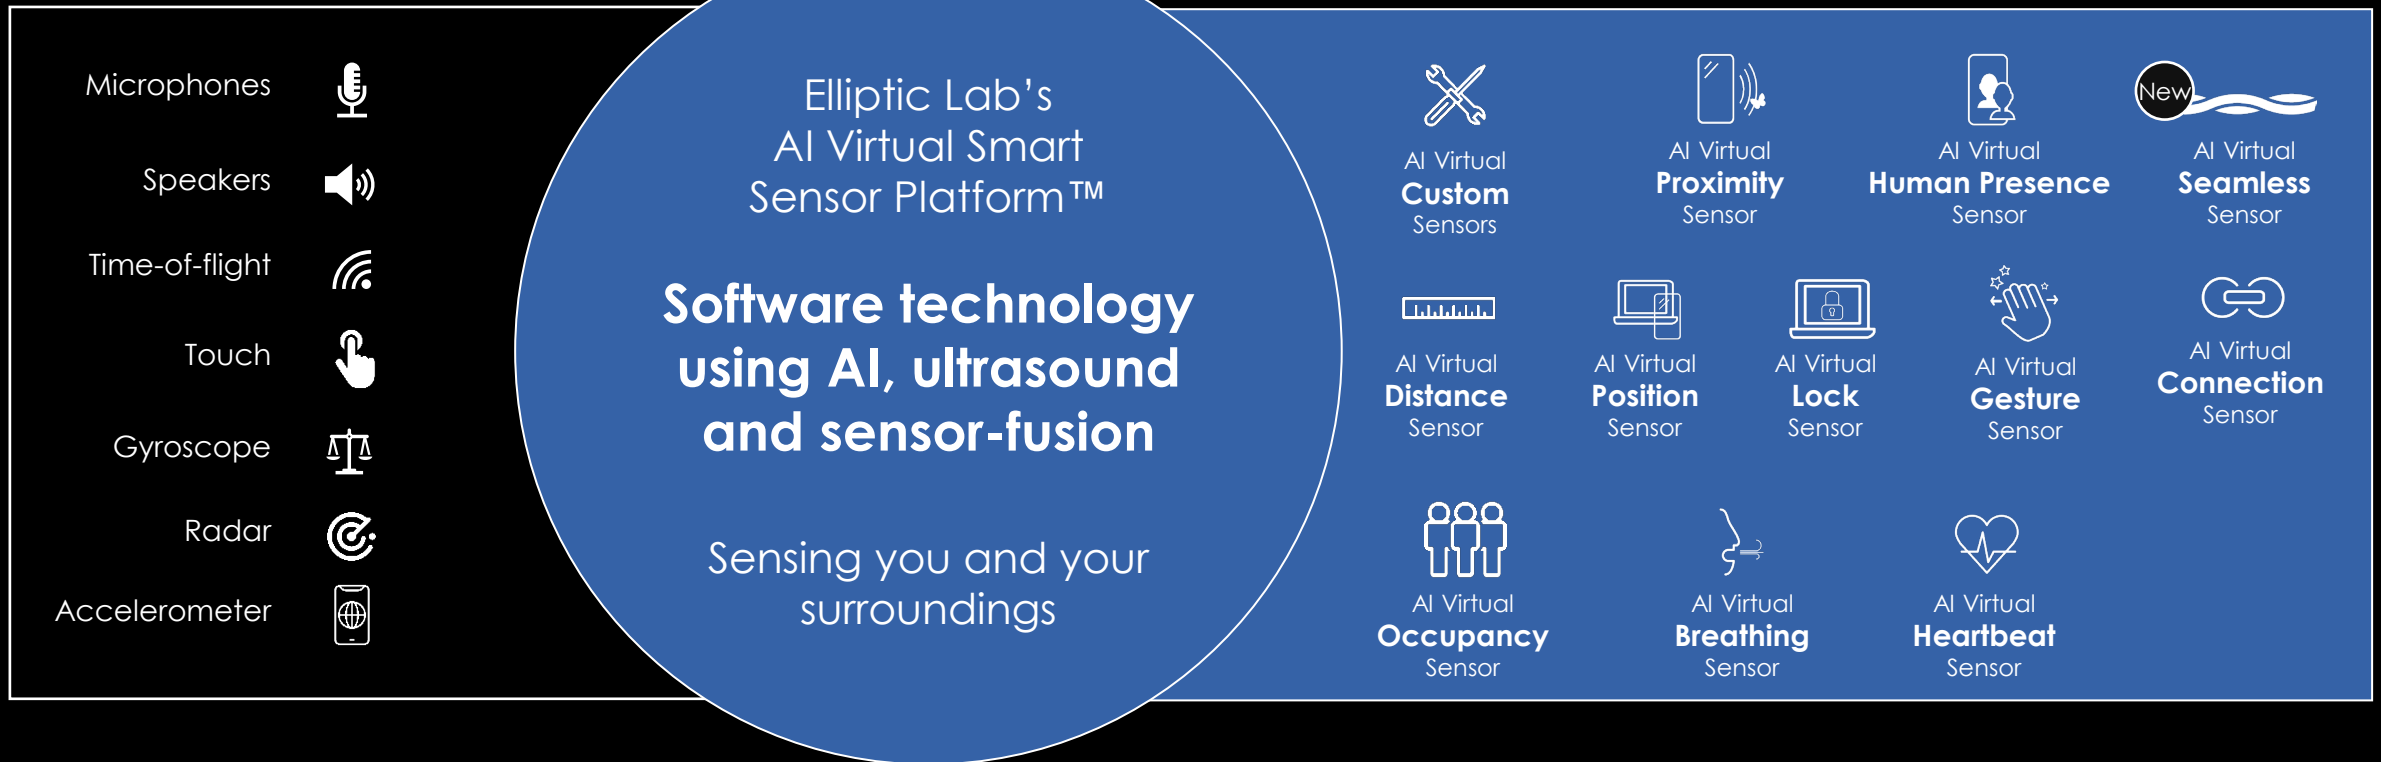 Microphones
Speakers
Time-of-flight
Touch
Gyroscope
Radar
Accelerometer
Elliptic Lab’s
AI Virtual Smart
Sensor Platform™
Software technology
using AI, ultrasound
and sensor-fusion
Sensing you and your
surroundings
AI Virtual
Custom
Sensors
AI Virtual
Proximity
Sensor
AI Virtual
Human Presence
Sensor
New
AI Virtual
Seamless
Sensor
AI Virtual
Distance
Sensor
AI Virtual
Position
Sensor
AI Virtual
Lock
Sensor
AI Virtual
Gesture
Sensor
AI Virtual
Connection
Sensor
AI Virtual
Occupancy
Sensor
AI Virtual
Breathing
Sensor
AI Virtual
Heartbeat
Sensor